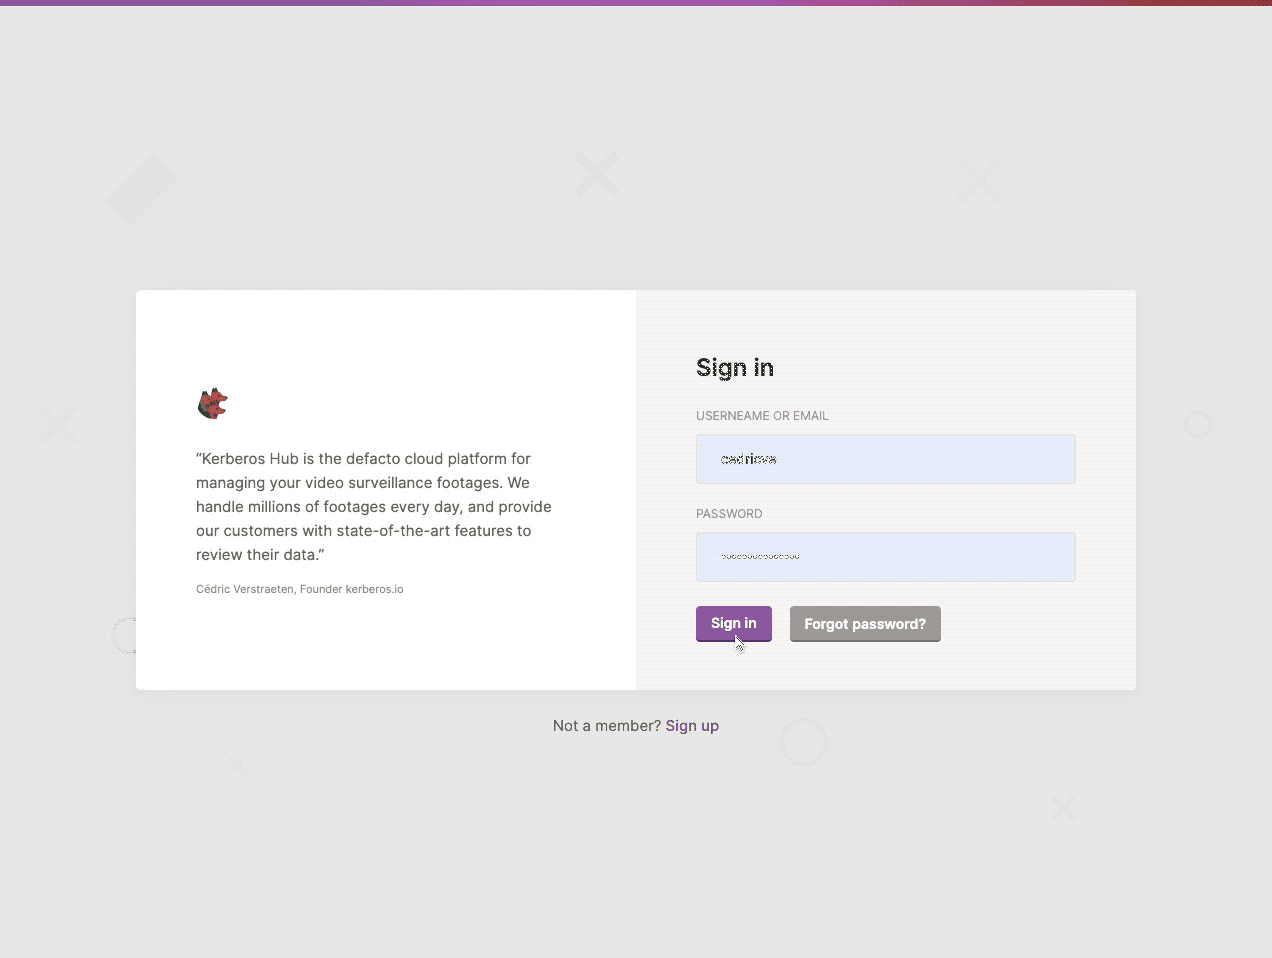 “Kerberos Hub is the defacto cloud platform for
managing your video surveillance footages. We
handle millions of footages every day, and provide
our customers with state-of-the-art features to
review their data.”
Cédric Verstraeten, Founder kerberos.io
Sign in
USERNEAME OR EMAIL
cedricve
PASSWORD
Sign in
Forgot password?
Not a member? Sign up